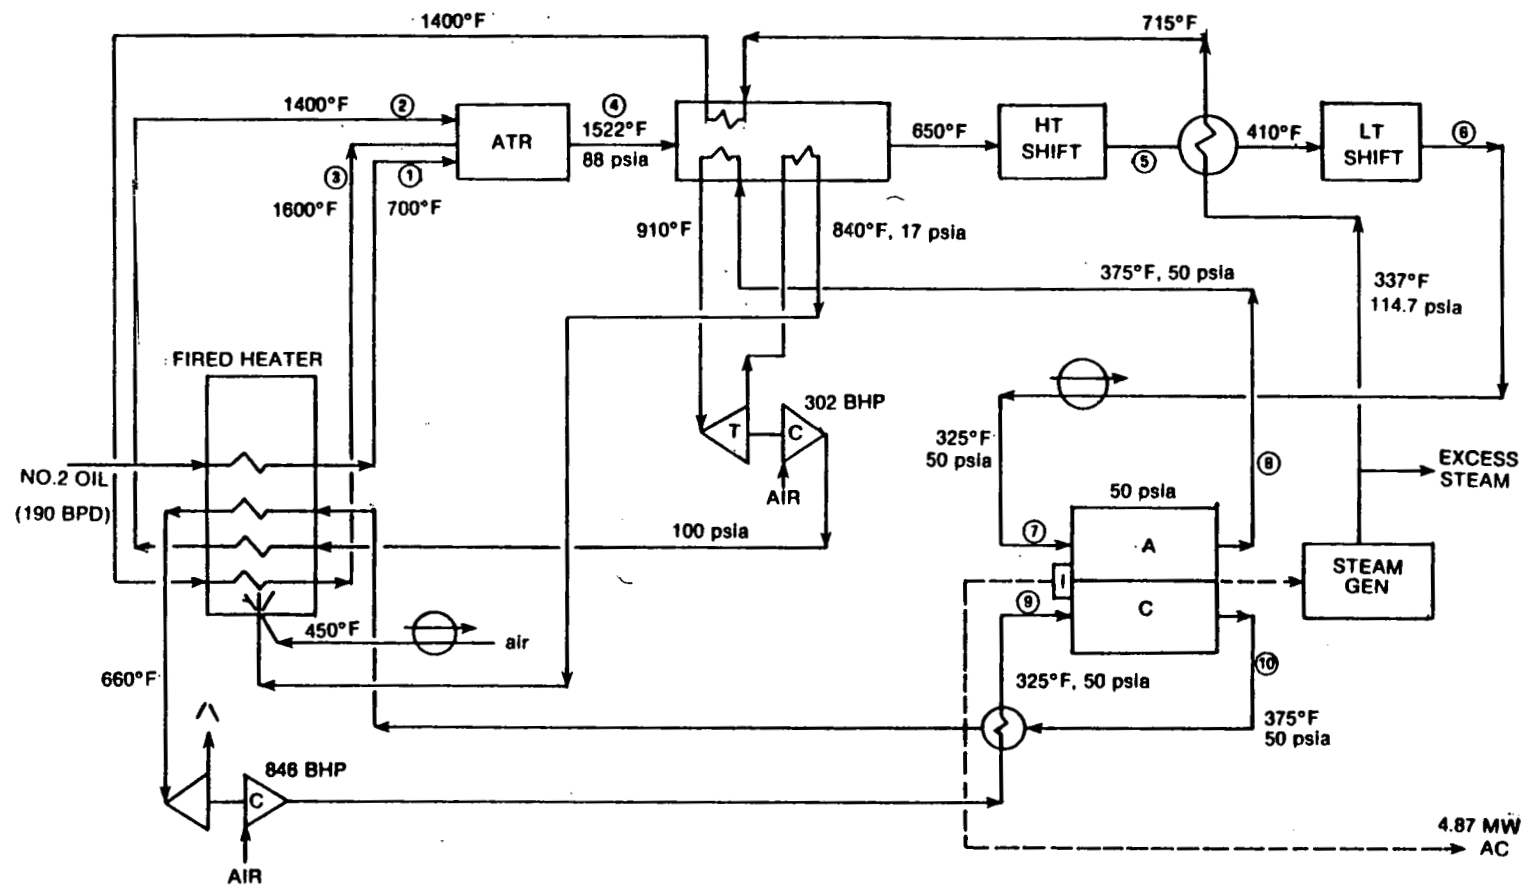 1400°F
715°F
1400°F
2
ATR
4
1522°F
88 psia
650°F
HT
SHIFT
5
410°F
LT
SHIFT
6
3
1600°F
1
700°F
910°F
840°F, 17 psia
375°F, 50 psia
337°F
114.7 psia
FIRED HEATER
302 BHP
T
C
AIR
325°F
50 psia
8
EXCESS
STEAM
NO.2 OIL
(190 BPD)
100 psia
50 psia
7
A
I
C
9
STEAM
GEN
450°F
air
10
660°F
325°F, 50 psia
375°F
50 psia
846 BHP
C
AIR
4.87 MW
AC